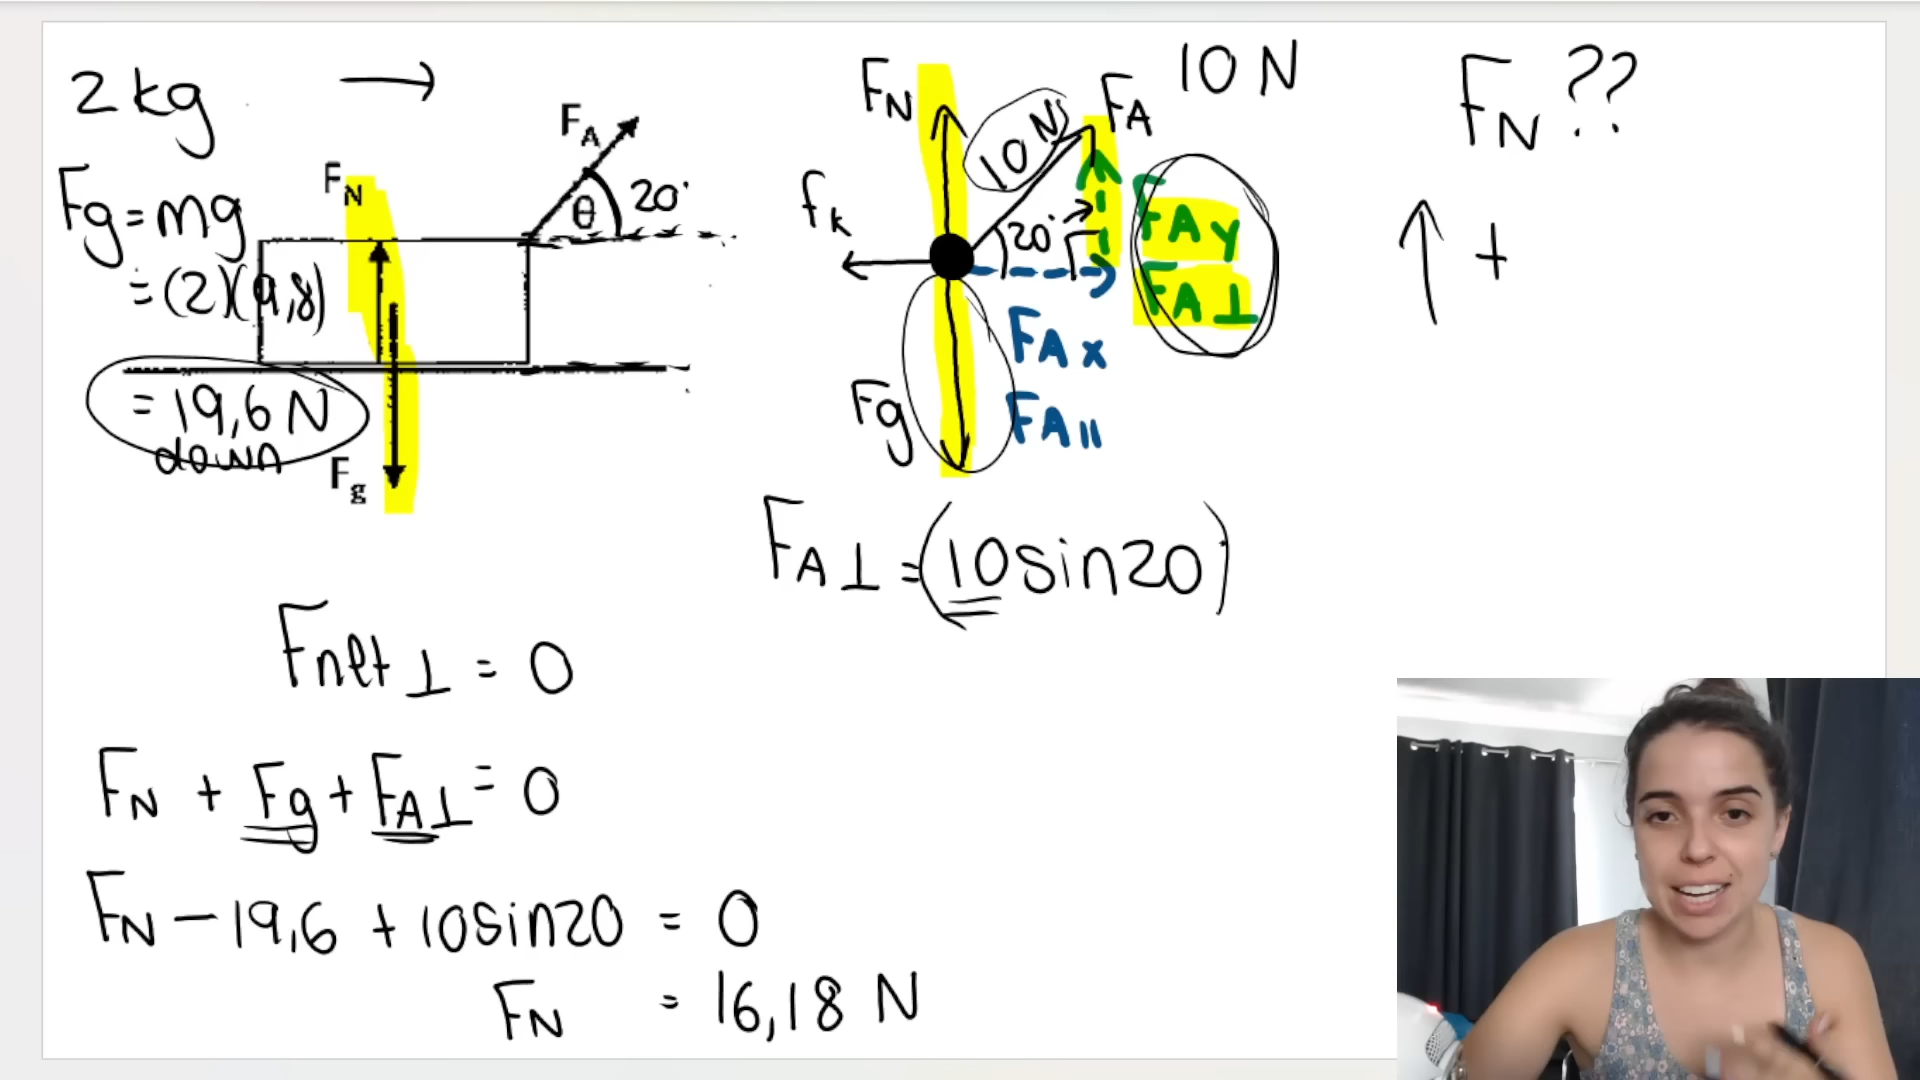 2kg
Fg = mg
= (2)(9,8)
= 19,6 N
down
FN
FA
θ 20°
Fg
FN
10 N
FA
10 N
fk
20°
FAy
FA⊥
Fg
FAx
FA||
FN ??
+
FA⊥ = (10sin20)
Fnet⊥ = 0
FN + Fg + FA⊥ = 0
FN - 19,6 + 10sin20 = 0
FN = 16,18 N